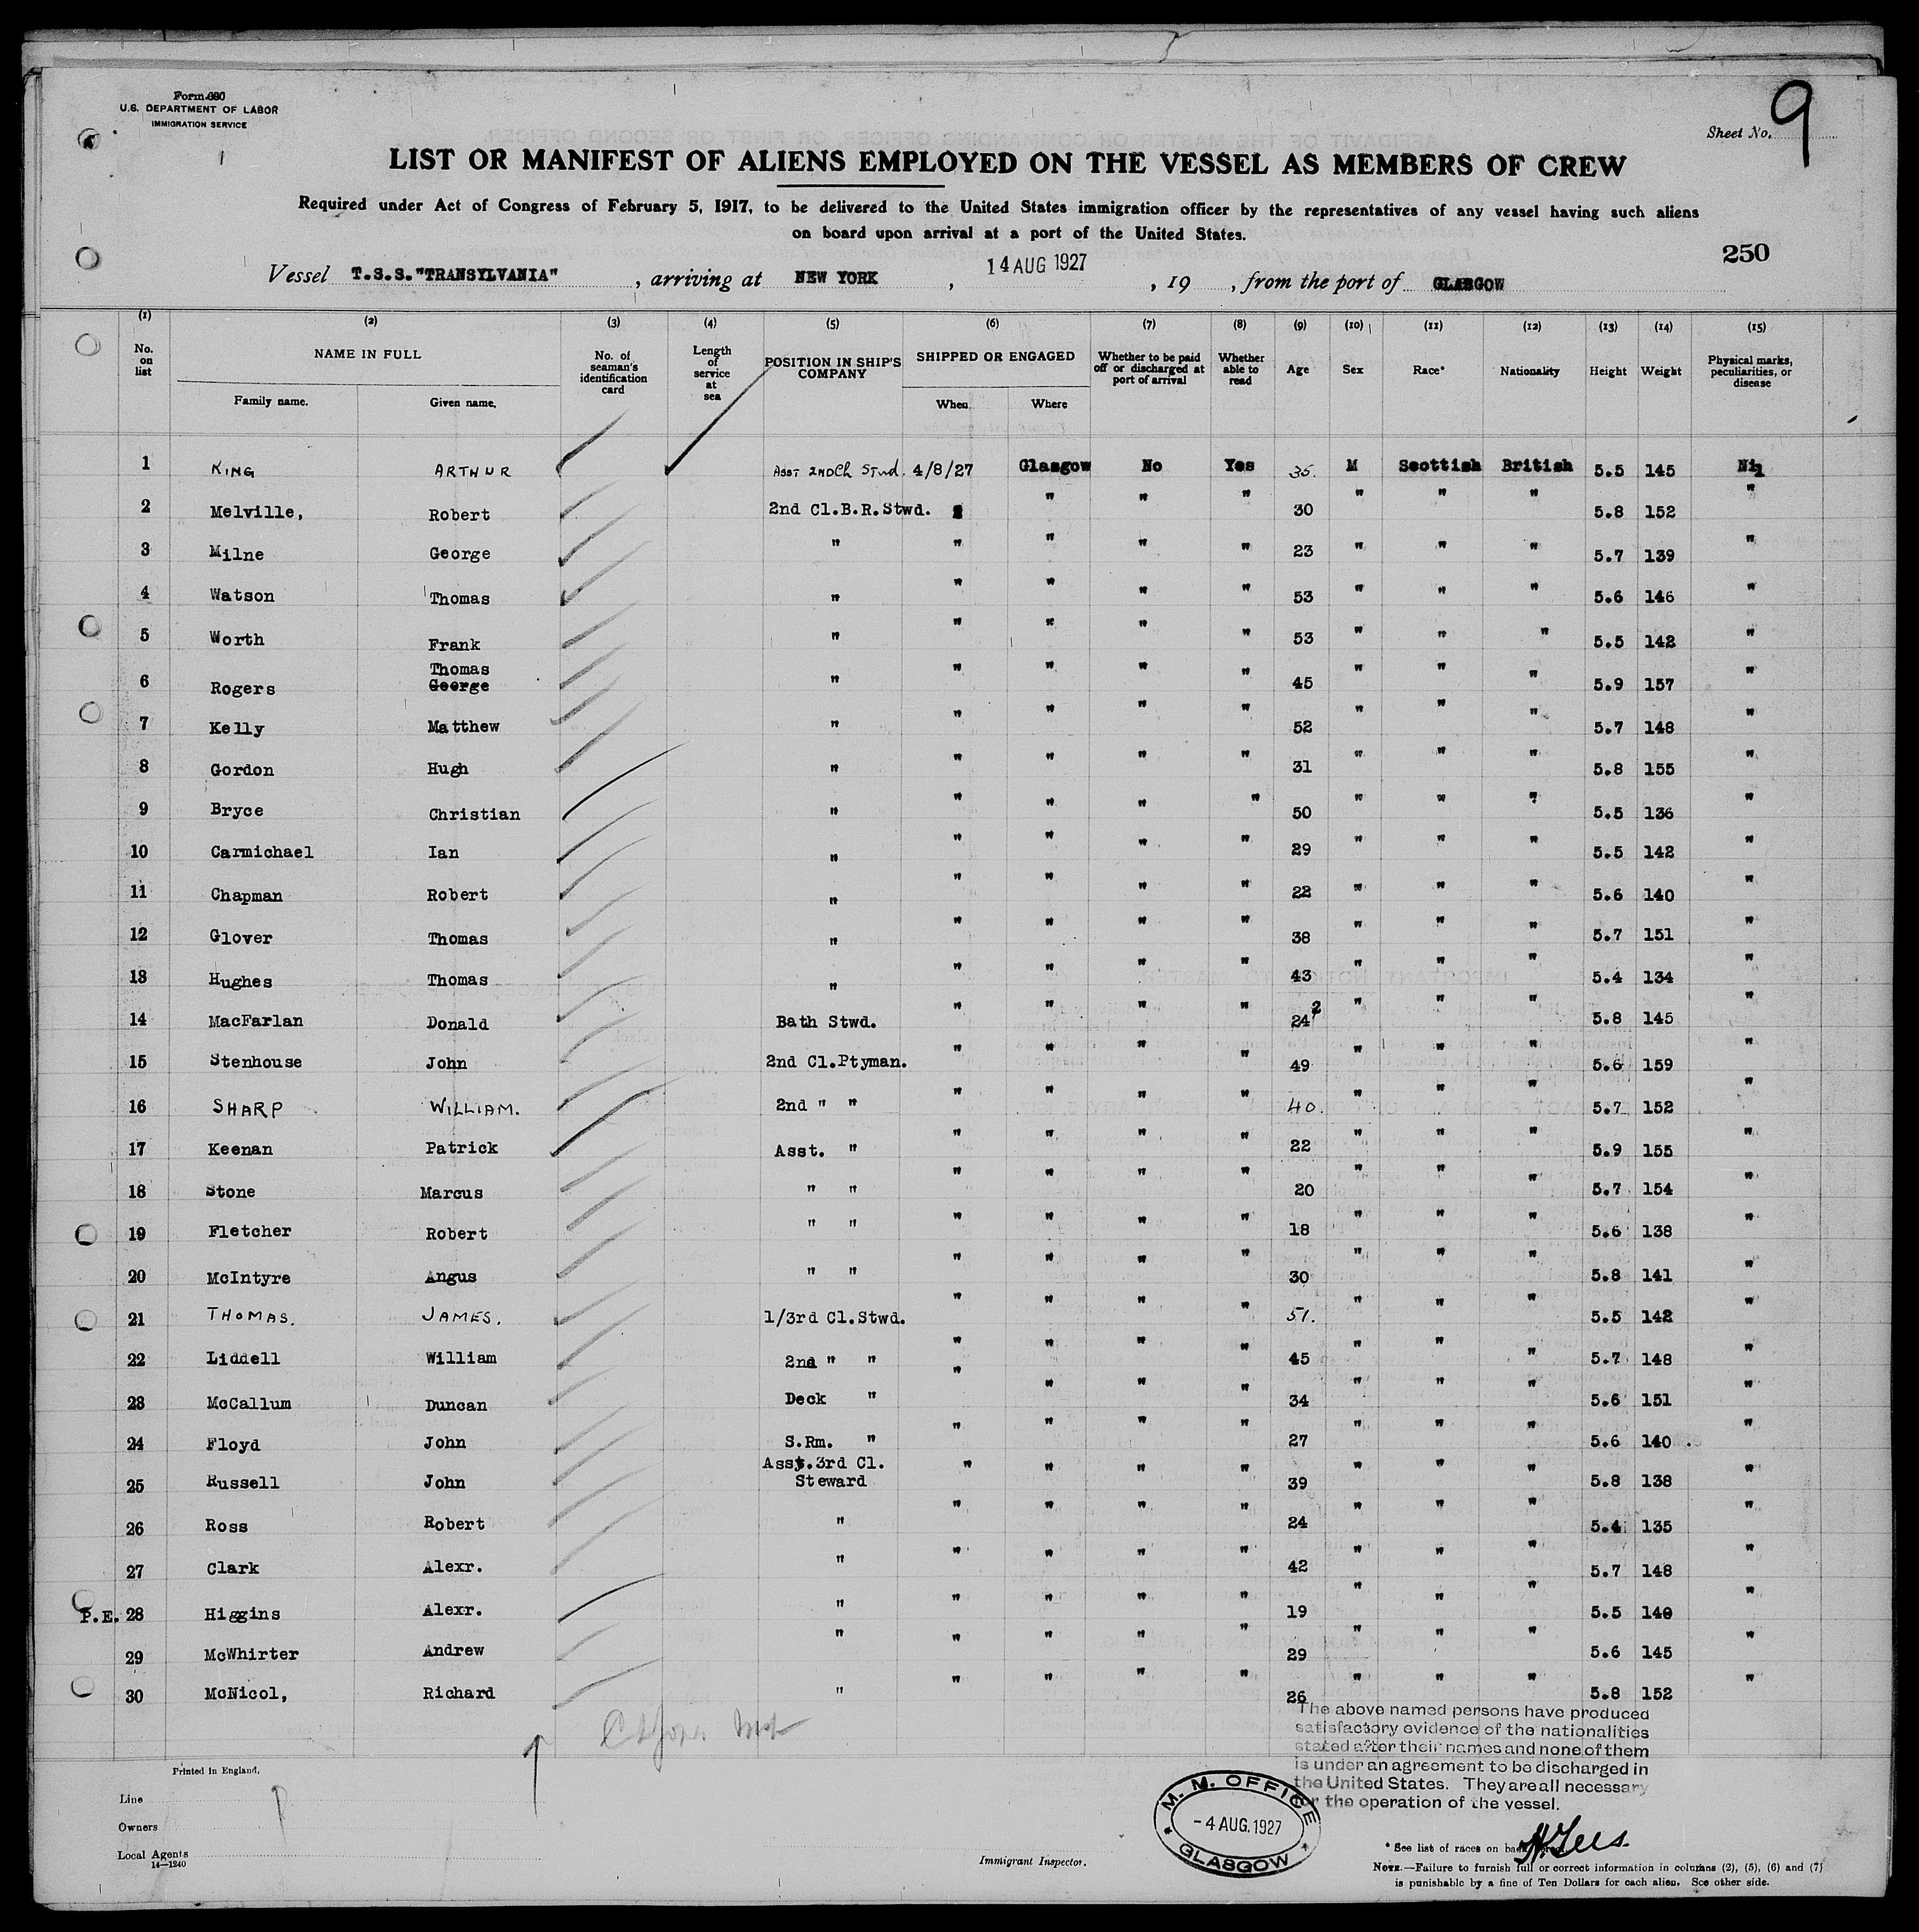 Form 680
U.S. DEPARTMENT OF LABOR
IMMIGRATION SERVICE
Sheet No. 9
LIST OR MANIFEST OF ALIENS EMPLOYED ON THE VESSEL AS MEMBERS OF CREW
Required under Act of Congress of February 5, 1917, to be delivered to the United States immigration officer by the representatives of any vessel having such aliens
on board upon arrival at a port of the United States.
250
Vessel T.S.S."TRANSYLVANIA" , arriving at NEW YORK , 14 AUG 1927 , 19 , from the port of GLASGOW
(1) (2) (3) (4) (5) (6) (7) (8) (9) (10) (11) (12) (13) (14) (15)
No. on list NAME IN FULL Family name. Given name. No. of seaman's identification card Length of service at sea POSITION IN SHIP'S COMPANY SHIPPED OR ENGAGED When Where Whether to be paid off or discharged at port of arrival Whether able to read Age Sex Race* Nationality Height Weight Physical marks, peculiarities, or disease
1 KING ARTHUR ASST 2ND Ch STWD. 4/8/27 Glasgow No Yes 35. M Scottish British 5.5 145 Nil
2 Melville, Robert 2nd Cl.B.R.Stwd. " " " " 30 " " " 5.8 152 "
3 Milne George " " " " " 23 " " " 5.7 139 "
4 Watson Thomas " " " " " 53 " " " 5.6 146 "
5 Worth Frank " " " " " 53 " " " 5.5 142 "
6 Rogers Thomas George " " " " " 45 " " " 5.9 157 "
7 Kelly Matthew " " " " " 52 " " " 5.7 148 "
8 Gordon Hugh " " " " " 31 " " " 5.8 155 "
9 Bryce Christian " " " " " 50 " " " 5.5 136 "
10 Carmichael Ian " " " " " 29 " " " 5.5 142 "
11 Chapman Robert " " " " " 22 " " " 5.6 140 "
12 Glover Thomas " " " " " 38 " " " 5.7 151 "
13 Hughes Thomas " " " " " 43 " " " 5.4 134 "
14 MacFarlan Donald Bath Stwd. " " " " 24 2 " " " 5.8 145 "
15 Stenhouse John 2nd Cl.Ptyman. " " " " 49 " " " 5.6 159 "
16 SHARP WILLIAM. 2nd " " " " " " 40. " " " 5.7 152 "
17 Keenan Patrick Asst. " " " " " 22 " " " 5.9 155 "
18 Stone Marcus " " " " " " 20 " " " 5.7 154 "
19 Fletcher Robert " " " " " " 18 " " " 5.6 138 "
20 McIntyre Angus " " " " " " 30 " " " 5.8 141 "
21 THOMAS. JAMES. 1/3rd Cl.Stwd. " " " " 57. " " " 5.5 142 "
22 Liddell William 2nd " " " " " " 45 " " " 5.7 148 "
23 McCallum Duncan Deck " " " " " 34 " " " 5.6 151 "
24 Floyd John S.Rm. " " " " " 27 " " " 5.6 140 "
25 Russell John Asst.3rd Cl. Steward " " " " 39 " " " 5.8 138 "
26 Ross Robert " " " " " 24 " " " 5.4 135 "
27 Clark Alexr. " " " " " 42 " " " 5.7 148 "
P.E. 28 Higgins Alexr. " " " " " 19 " " " 5.5 140 "
29 McWhirter Andrew " " " " " 29 " " " 5.6 145 "
30 McNicol, Richard " " " " " 26 " " " 5.8 152 "
The above named persons have produced
satisfactory evidence of the nationalities
stated after their names and none of them
is under an agreement to be discharged in
the United States. They are all necessary
for the operation of the vessel.
Printed in England.
Line
Owners
Local Agents
14—1240
M. M. OFFICE
- 4 AUG. 1927
GLASGOW
Immigrant Inspector.
* See list of races on back
NOTE.—Failure to furnish full or correct information in columns (2), (5), (6) and (7)
is punishable by a fine of Ten Dollars for each alien. See other side.